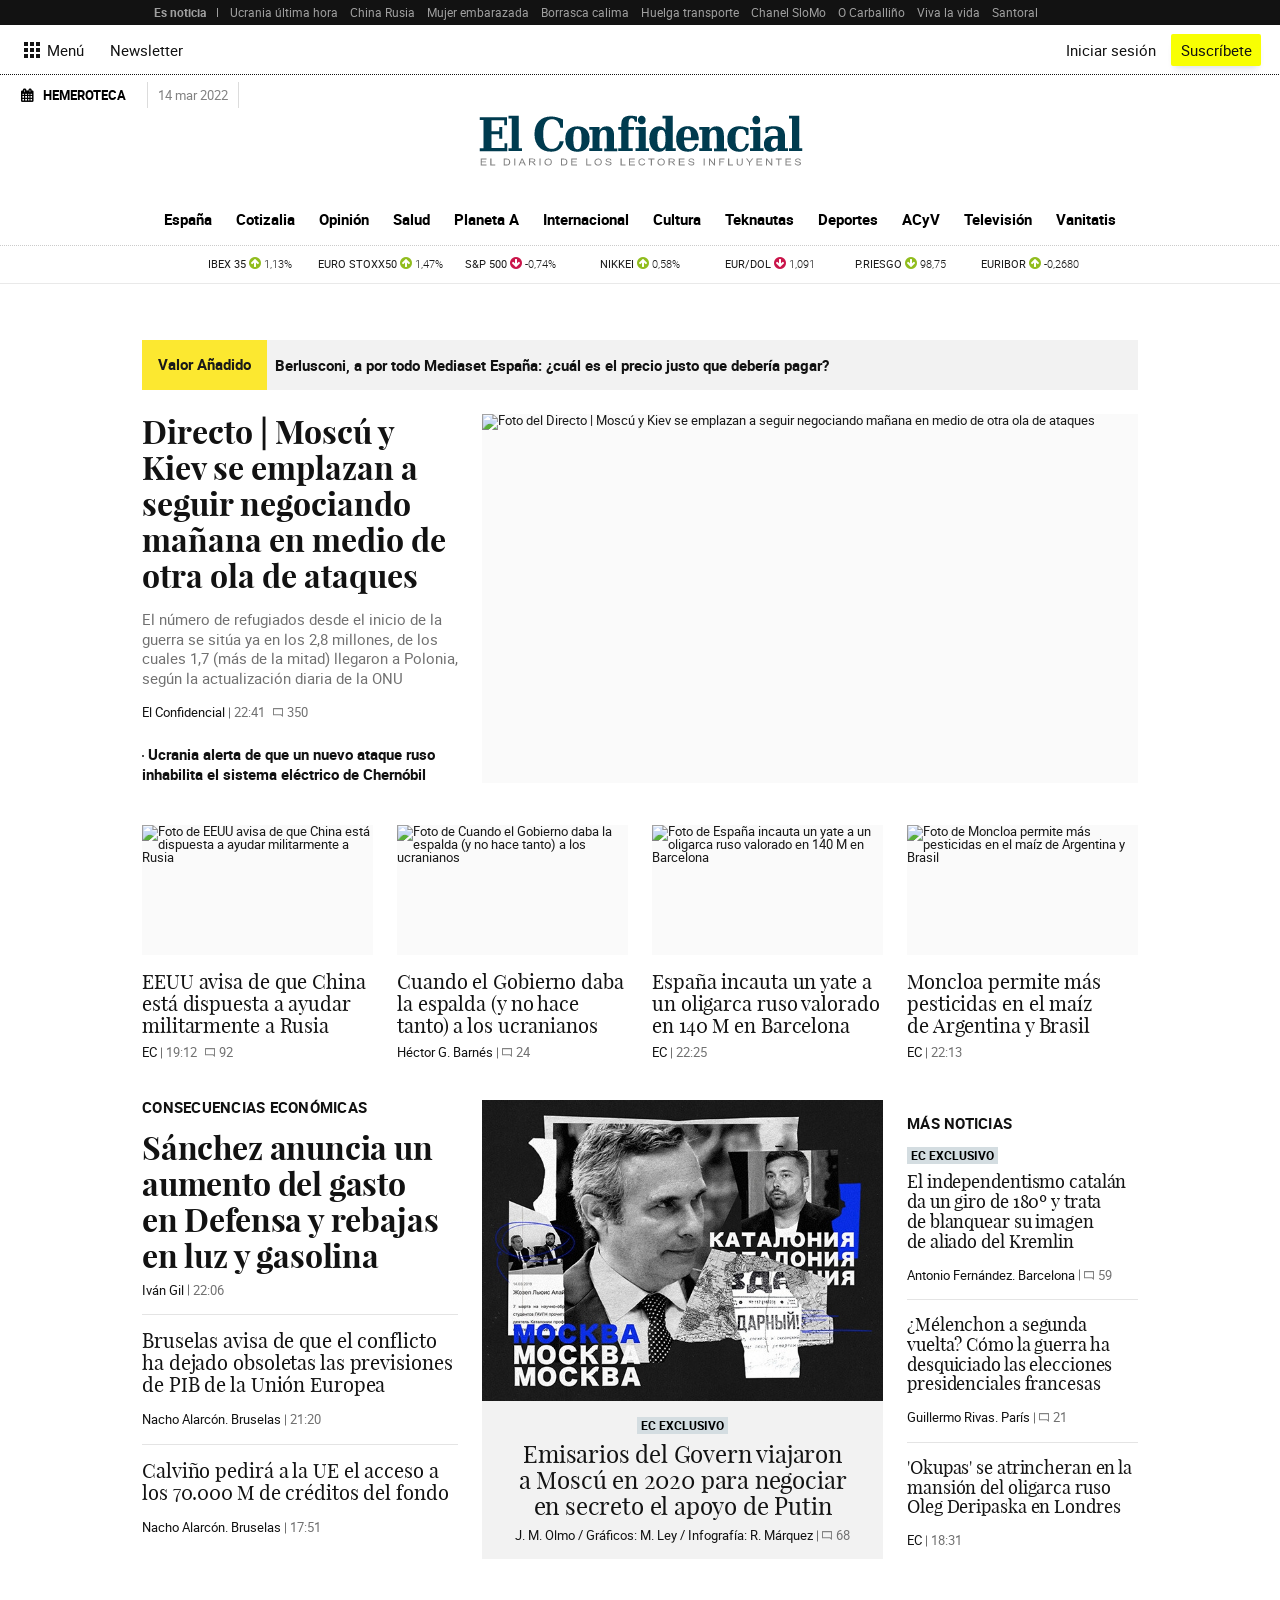 Es noticia | Ucrania última hora China Rusia Mujer embarazada Borrasca calima Huelga transporte Chanel SloMo O Carballiño Viva la vida Santoral
Menú Newsletter Iniciar sesión Suscríbete
HEMEROTECA 14 mar 2022
El Confidencial
EL DIARIO DE LOS LECTORES INFLUYENTES
España Cotizalia Opinión Salud Planeta A Internacional Cultura Teknautas Deportes ACyV Televisión Vanitatis
IBEX 35 1,13% EURO STOXX50 1,47% S&P 500 -0,74% NIKKEI 0,58% EUR/DOL 1,091 P.RIESGO 98,75 EURIBOR -0,2680
Valor Añadido Berlusconi, a por todo Mediaset España: ¿cuál es el precio justo que debería pagar?
Directo | Moscú y
Kiev se emplazan a
seguir negociando
mañana en medio de
otra ola de ataques
El número de refugiados desde el inicio de la
guerra se sitúa ya en los 2,8 millones, de los
cuales 1,7 (más de la mitad) llegaron a Polonia,
según la actualización diaria de la ONU
El Confidencial | 22:41 350
· Ucrania alerta de que un nuevo ataque ruso
inhabilita el sistema eléctrico de Chernóbil
Foto del Directo | Moscú y Kiev se emplazan a seguir negociando mañana en medio de otra ola de ataques
Foto de EEUU avisa de que China está
dispuesta a ayudar militarmente a
Rusia
EEUU avisa de que China
está dispuesta a ayudar
militarmente a Rusia
EC | 19:12 92
Foto de Cuando el Gobierno daba la
espalda (y no hace tanto) a los
ucranianos
Cuando el Gobierno daba
la espalda (y no hace
tanto) a los ucranianos
Héctor G. Barnés | 24
Foto de España incauta un yate a un
oligarca ruso valorado en 140 M en
Barcelona
España incauta un yate a
un oligarca ruso valorado
en 140 M en Barcelona
EC | 22:25
Foto de Moncloa permite más
pesticidas en el maíz de Argentina y
Brasil
Moncloa permite más
pesticidas en el maíz
de Argentina y Brasil
EC | 22:13
CONSECUENCIAS ECONÓMICAS
Sánchez anuncia un
aumento del gasto
en Defensa y rebajas
en luz y gasolina
Iván Gil | 22:06
Bruselas avisa de que el conflicto
ha dejado obsoletas las previsiones
de PIB de la Unión Europea
Nacho Alarcón. Bruselas | 21:20
Calviño pedirá a la UE el acceso a
los 70.000 M de créditos del fondo
Nacho Alarcón. Bruselas | 17:51
КАТАЛОНИЯ
КАТАЛОНИЯ
МОСКВА
МОСКВА
МОСКВА
EC EXCLUSIVO
Emisarios del Govern viajaron
a Moscú en 2020 para negociar
en secreto el apoyo de Putin
J. M. Olmo / Gráficos: M. Ley / Infografía: R. Márquez | 68
MÁS NOTICIAS
EC EXCLUSIVO
El independentismo catalán
da un giro de 180º y trata
de blanquear su imagen
de aliado del Kremlin
Antonio Fernández. Barcelona | 59
¿Mélenchon a segunda
vuelta? Cómo la guerra ha
desquiciado las elecciones
presidenciales francesas
Guillermo Rivas. París | 21
'Okupas' se atrincheran en la
mansión del oligarca ruso
Oleg Deripaska en Londres
EC | 18:31